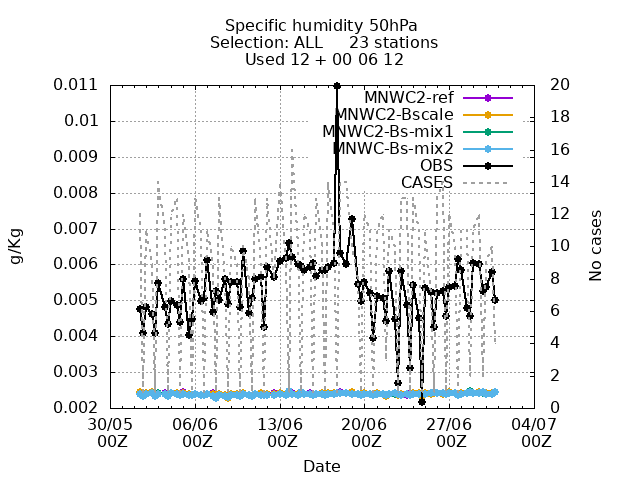 Specific humidity 50hPa
Selection: ALL 23 stations
Used 12 + 00 06 12
0.011
0.01
0.009
0.008
0.007
0.006
0.005
0.004
0.003
0.002
g/Kg
MNWC2-ref
MNWC2-Bscale
MNWC2-Bs-mix1
MNWC-Bs-mix2
OBS
CASES
20
18
16
14
12
10
8
6
4
2
0
No cases
30/05 06/06 13/06 20/06 27/06 04/07
00Z 00Z 00Z 00Z 00Z 00Z
Date